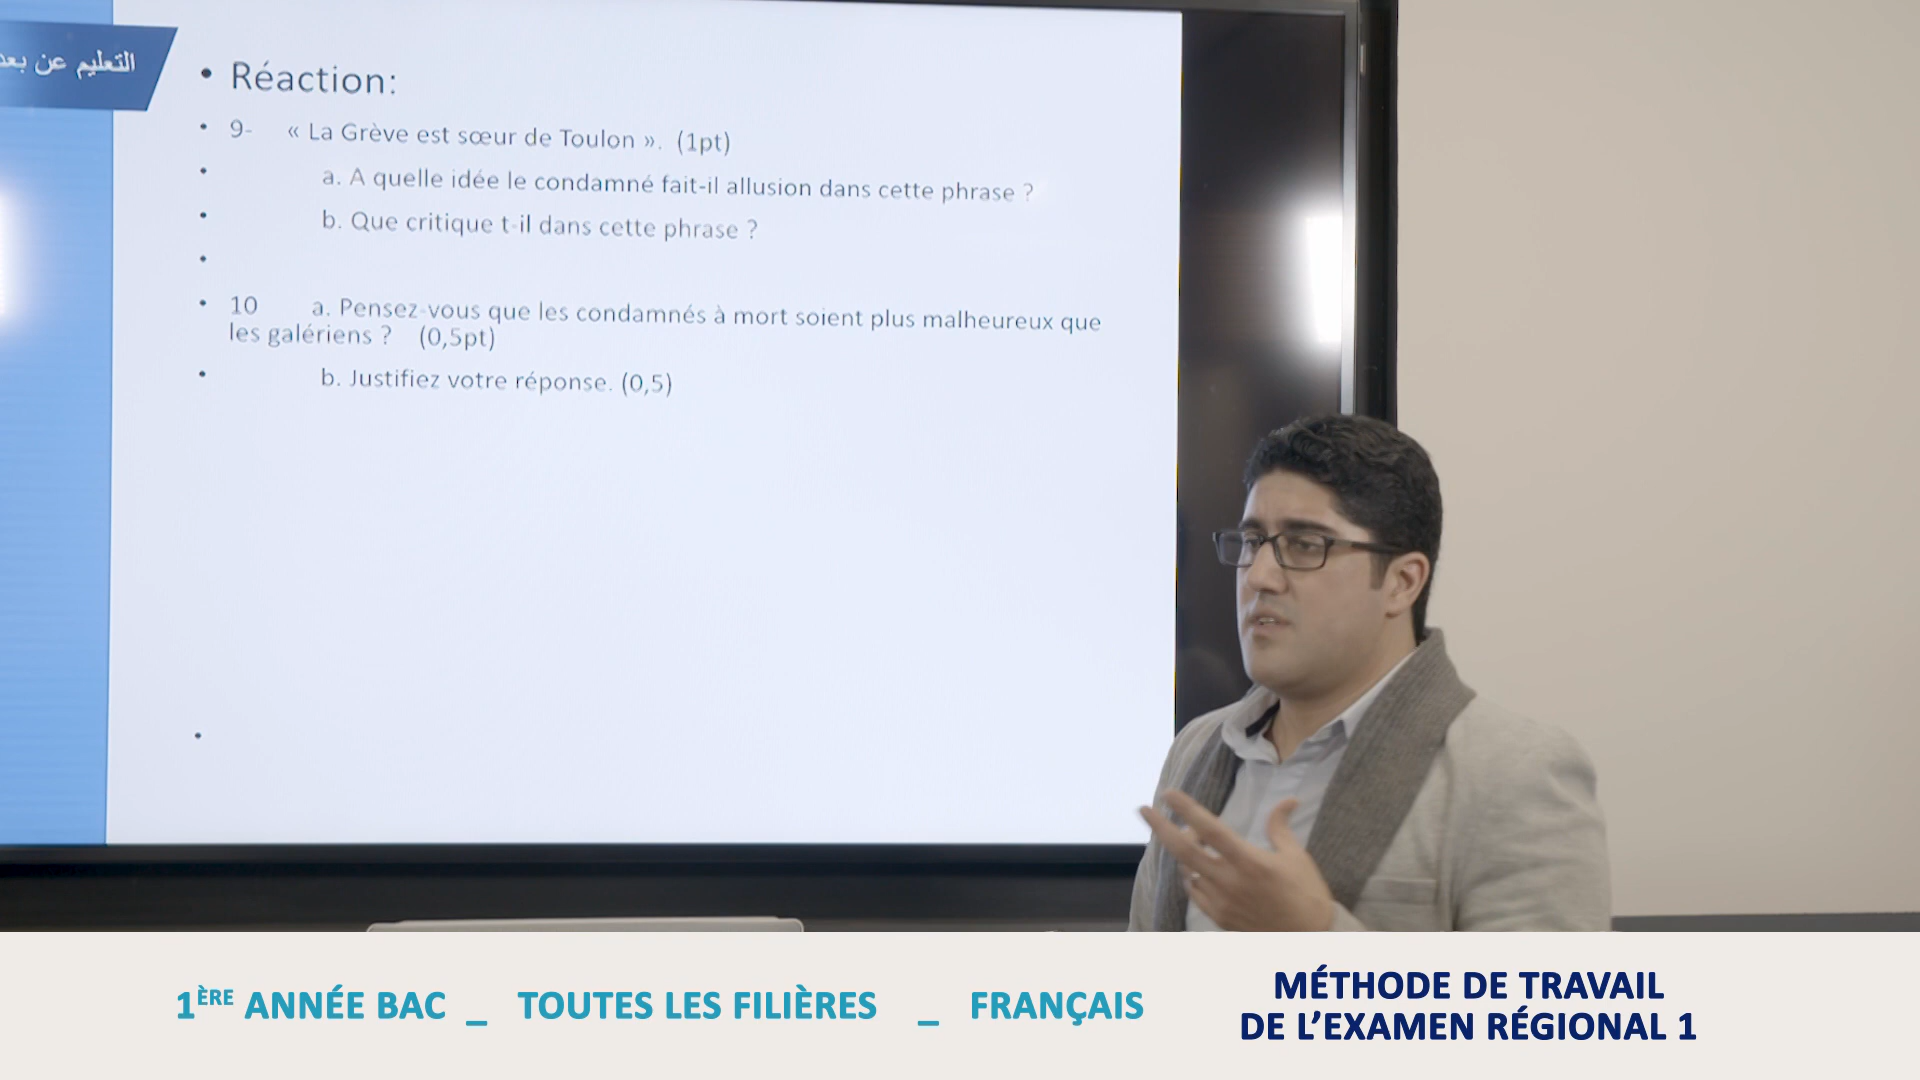 التعليم عن بعد
• Réaction:
• 9- « La Grève est sœur de Toulon ». (1pt)
• a. A quelle idée le condamné fait-il allusion dans cette phrase ?
• b. Que critique t-il dans cette phrase ?
•
• 10 a. Pensez-vous que les condamnés à mort soient plus malheureux que
les galériens ? (0,5pt)
• b. Justifiez votre réponse. (0,5)
•
1ÈRE ANNÉE BAC _ TOUTES LES FILIÈRES _ FRANÇAIS
MÉTHODE DE TRAVAIL
DE L’EXAMEN RÉGIONAL 1